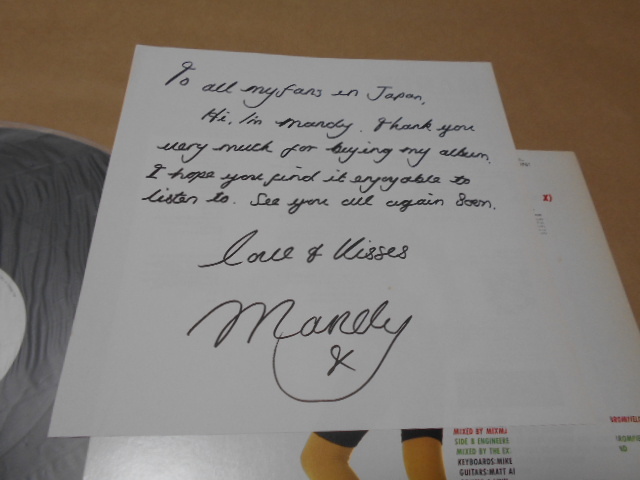 To all my fans in Japan,
Hi, I'm Mandy. Thank you
very much for buying my album.
I hope you find it enjoyable to
listen to. See you all again soon.
Love & Kisses
Mandy
X
X)
MIXED BY MIXMJ
SIDE B ENGINEERE
MIXED BY THE EX
KEYBOARDS:MIKE
GUITARS:MATT AI